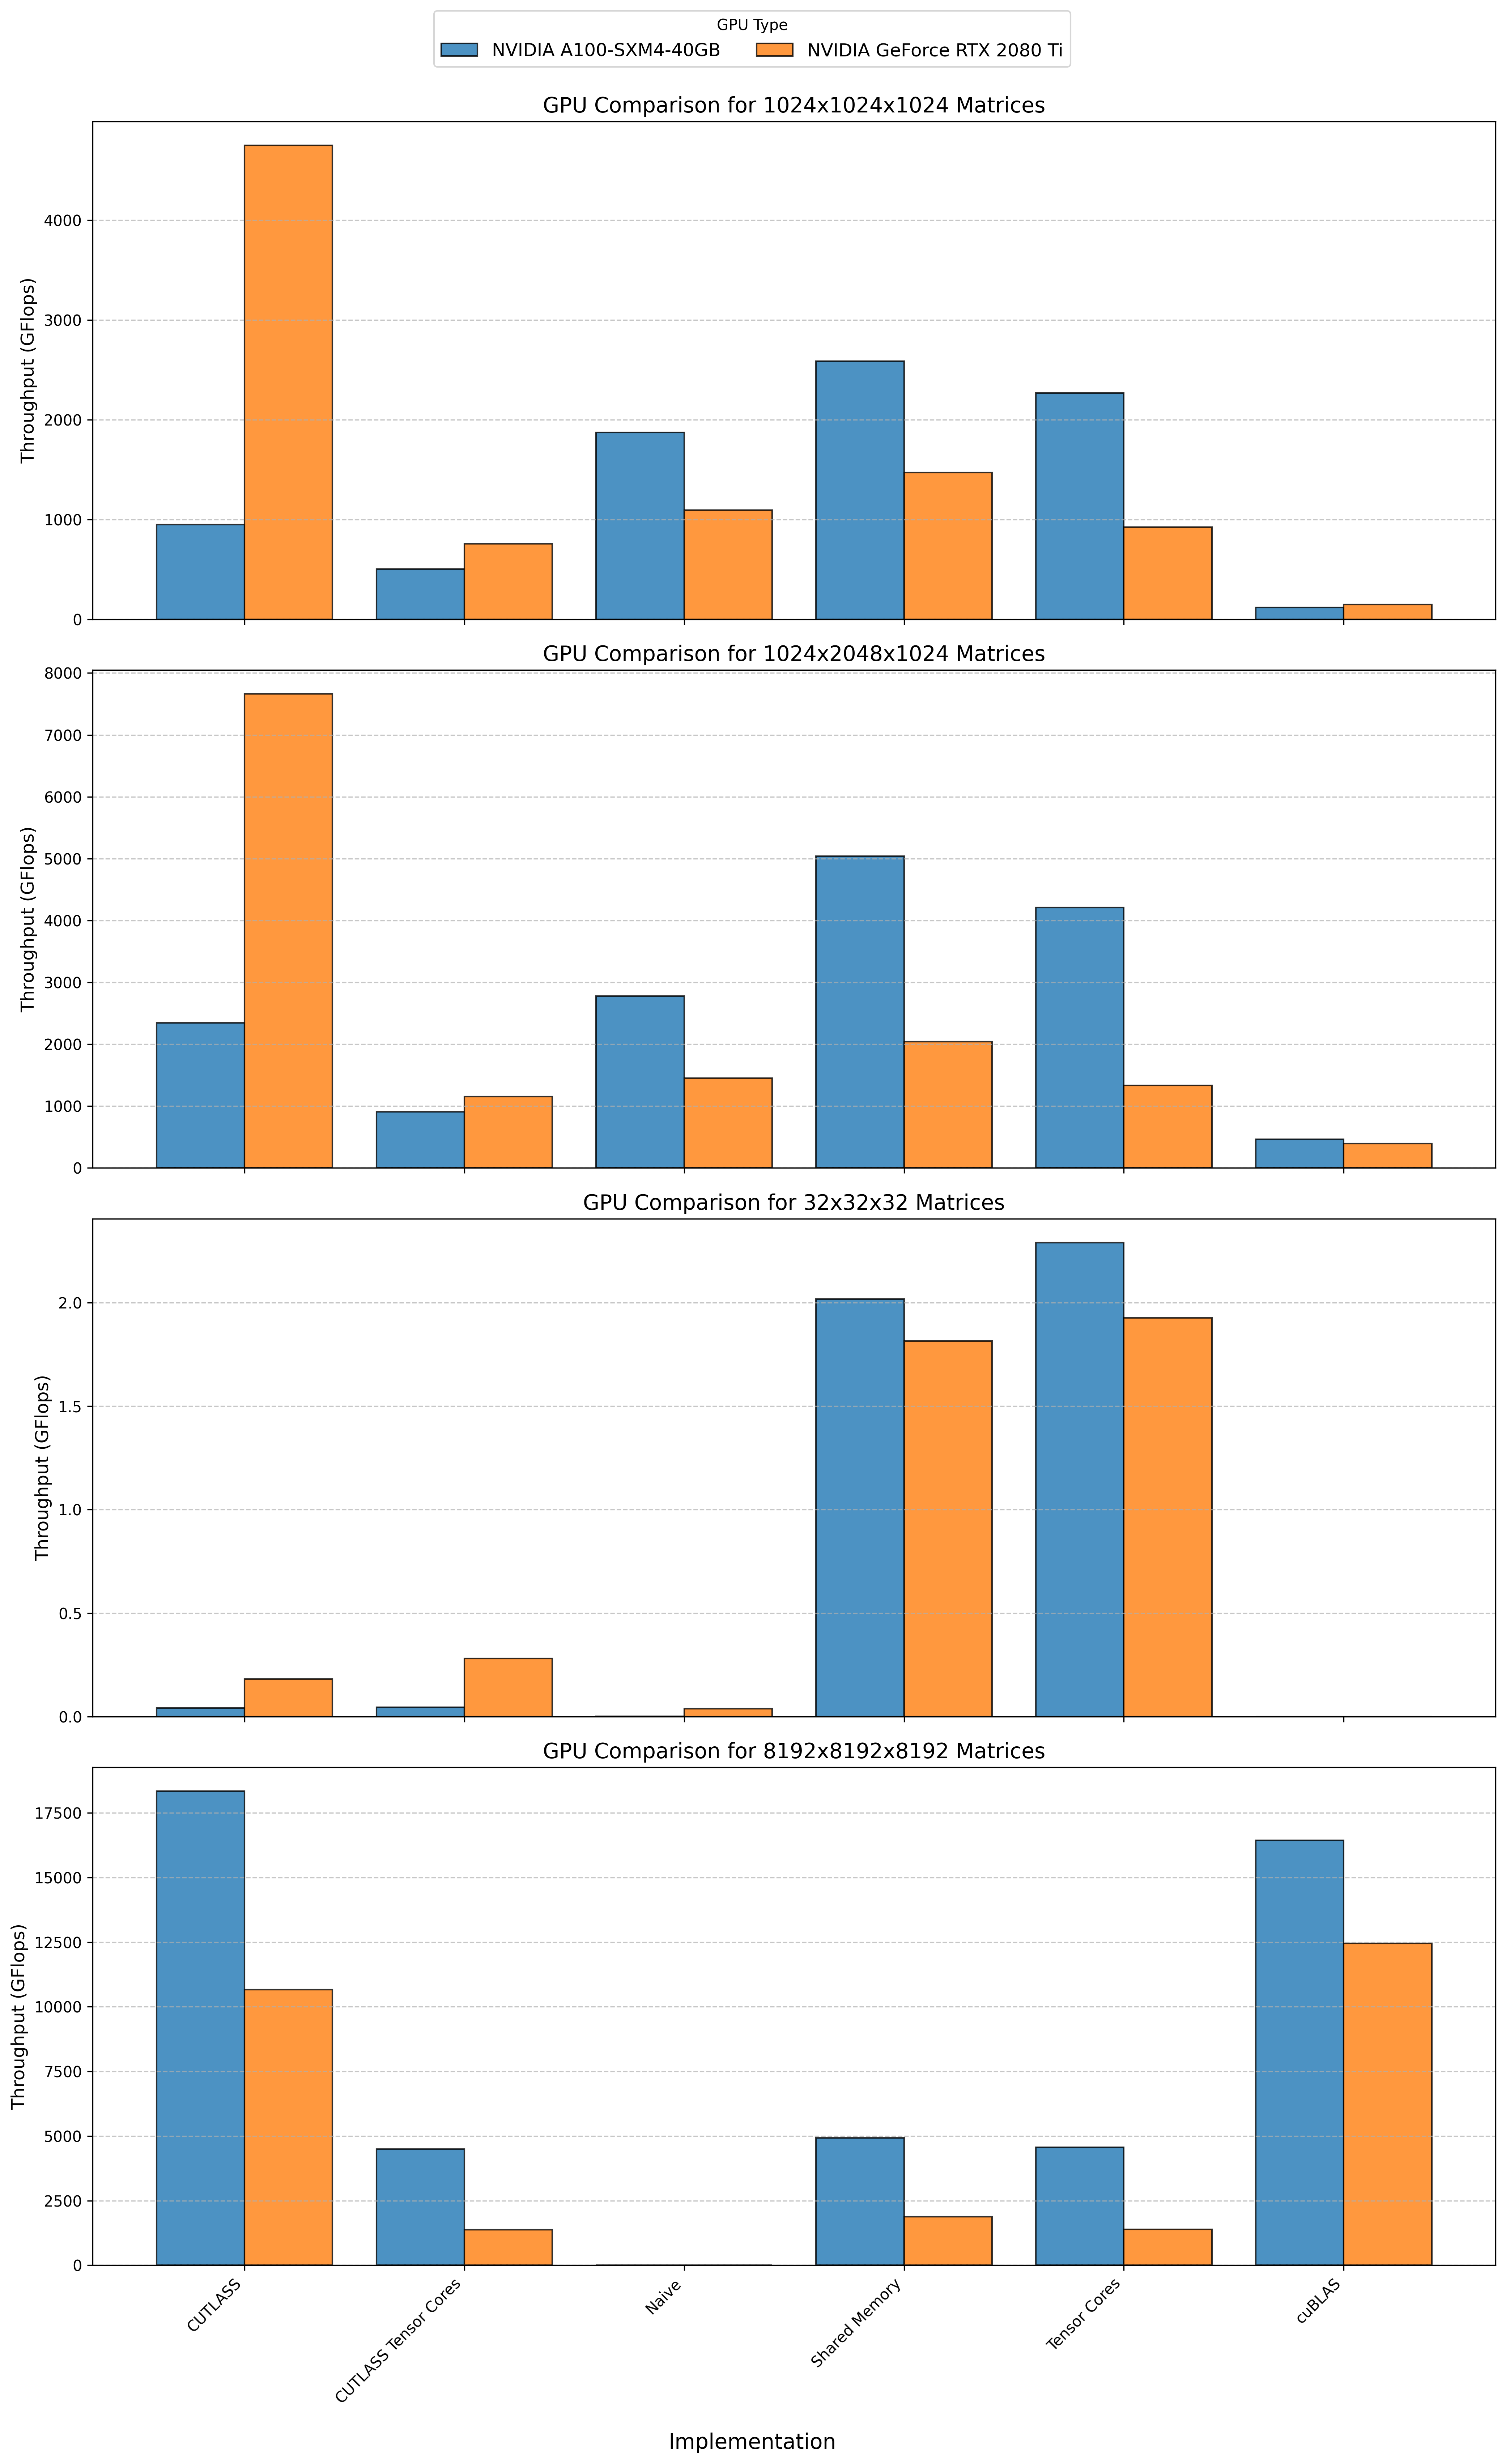 GPU Type
NVIDIA A100-SXM4-40GB NVIDIA GeForce RTX 2080 Ti
GPU Comparison for 1024x1024x1024 Matrices
Throughput (GFlops)
4000
3000
2000
1000
0
GPU Comparison for 1024x2048x1024 Matrices
Throughput (GFlops)
8000
7000
6000
5000
4000
3000
2000
1000
0
GPU Comparison for 32x32x32 Matrices
Throughput (GFlops)
2.0
1.5
1.0
0.5
0.0
GPU Comparison for 8192x8192x8192 Matrices
Throughput (GFlops)
17500
15000
12500
10000
7500
5000
2500
0
CUTLASS
CUTLASS Tensor Cores
Naive
Shared Memory
Tensor Cores
cuBLAS
Implementation